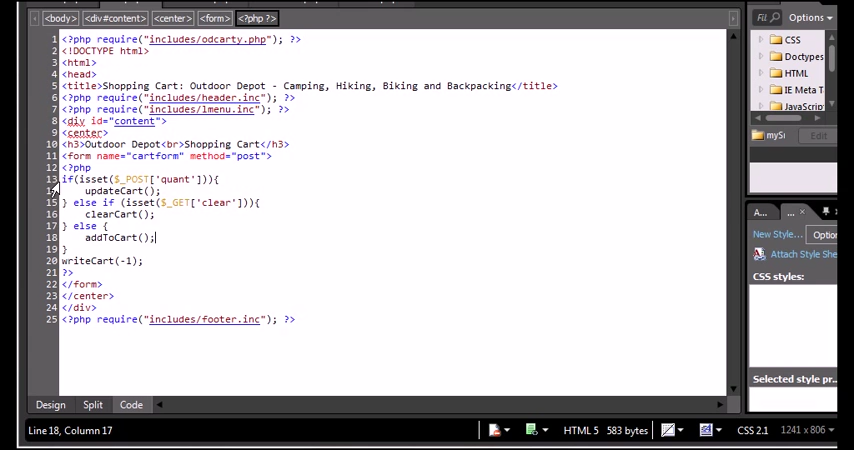 <body> <div#content> <center> <form> <?php ?>
Fil Options
1 <?php require("includes/odcarty.php"); ?>
2 <!DOCTYPE html>
3 <html>
4 <head>
5 <title>Shopping Cart: Outdoor Depot - Camping, Hiking, Biking and Backpacking</title>
6 <?php require("includes/header.inc"); ?>
7 <?php require("includes/lmenu.inc"); ?>
8 <div id="content">
9 <center>
10 <h3>Outdoor Depot<br>Shopping Cart</h3>
11 <form name="cartform" method="post">
12 <?php
13 if(isset($_POST['quant'])){
updateCart();
15 } else if (isset($_GET['clear'])){
16 clearCart();
17 } else {
18 addToCart();
19 }
20 writeCart(-1);
21 ?>
22 </form>
23 </center>
24 </div>
25 <?php require("includes/footer.inc"); ?>
CSS
Doctypes
HTML
IE Meta T
JavaScript
mySi Edit
A... ...
New Style... Option
Attach Style She
CSS styles:
Selected style pr...
Design Split Code
Line 18, Column 17 HTML 5 583 bytes CSS 2.1 1241 x 806